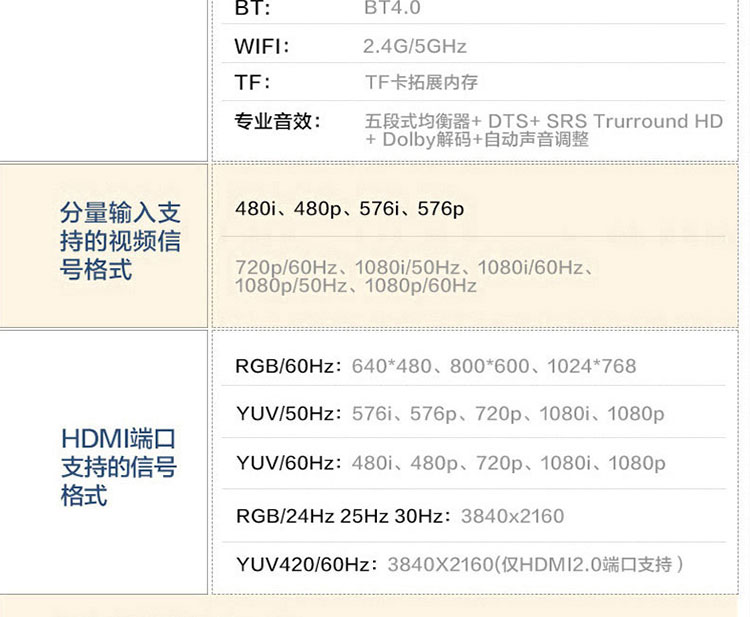 BT: BT4.0
WIFI: 2.4G/5GHz
TF: TF卡拓展内存
专业音效: 五段式均衡器+ DTS+ SRS Trurround HD
+ Dolby解码+自动声音调整
分量输入支
持的视频信
号格式
480i、480p、576i、576p
720p/60Hz、1080i/50Hz、1080i/60Hz、
1080p/50Hz、1080p/60Hz
HDMI端口
支持的信号
格式
RGB/60Hz: 640*480、800*600、1024*768
YUV/50Hz: 576i、576p、720p、1080i、1080p
YUV/60Hz: 480i、480p、720p、1080i、1080p
RGB/24Hz 25Hz 30Hz: 3840x2160
YUV420/60Hz: 3840X2160(仅HDMI2.0端口支持 )